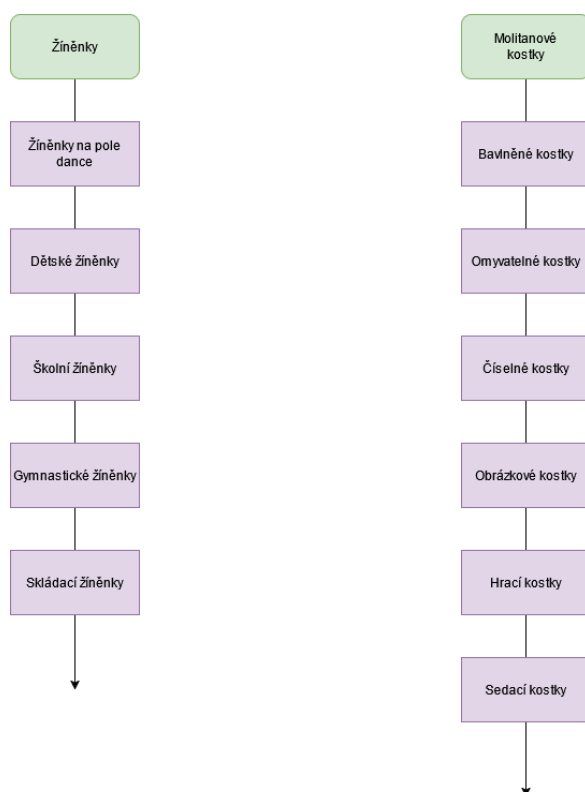 Žíněnky
Žíněnky na pole
dance
Dětské žíněnky
Školní žíněnky
Gymnastické žíněnky
Skládací žíněnky
Molitanové
kostky
Bavlněné kostky
Omyvatelné kostky
Číselné kostky
Obrázkové kostky
Hrací kostky
Sedací kostky